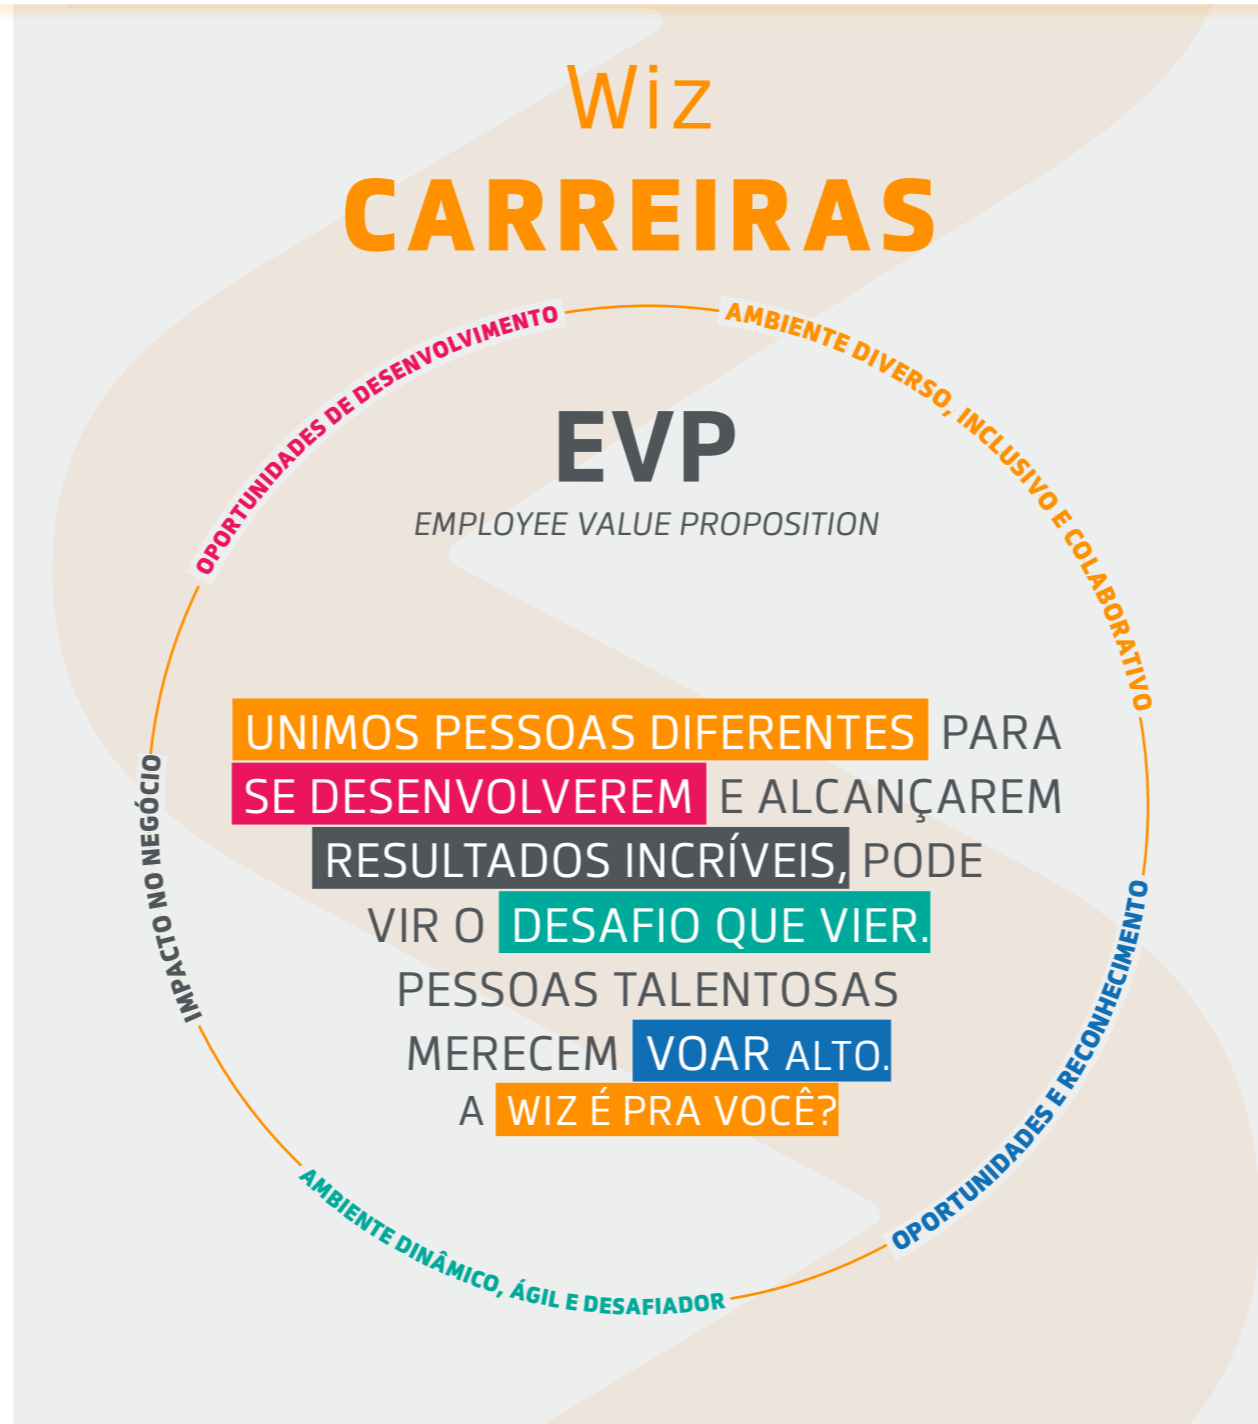 Wiz
CARREIRAS
OPORTUNIDADES DE DESENVOLVIMENTO
AMBIENTE DIVERSO, INCLUSIVO E COLABORATIVO
EVP
EMPLOYEE VALUE PROPOSITION
UNIMOS PESSOAS DIFERENTES PARA
SE DESENVOLVEREM E ALCANÇAREM
RESULTADOS INCRÍVEIS, PODE
VIR O DESAFIO QUE VIER.
PESSOAS TALENTOSAS
MERECEM VOAR ALTO.
A WIZ É PRA VOCÊ?
IMPACTO NO NEGÓCIO
OPORTUNIDADES E RECONHECIMENTO
AMBIENTE DINÂMICO, ÁGIL E DESAFIADOR